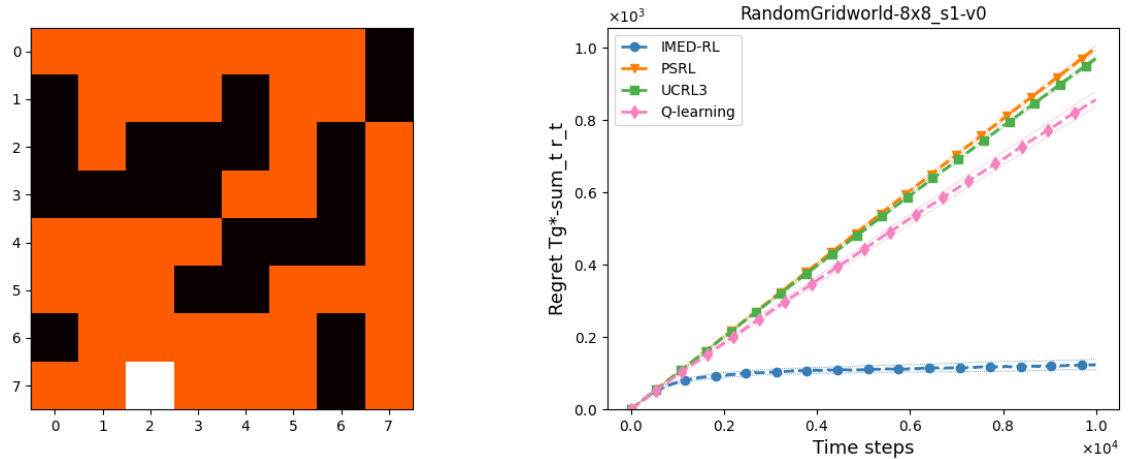 0
1
2
3
4
5
6
7
0 1 2 3 4 5 6 7
RandomGridworld-8x8_s1-v0
×10³
IMED-RL
PSRL
UCRL3
Q-learning
Regret Tg*-sum_t r_t
1.0
0.8
0.6
0.4
0.2
0.0
0.0 0.2 0.4 0.6 0.8 1.0
Time steps
×10⁴